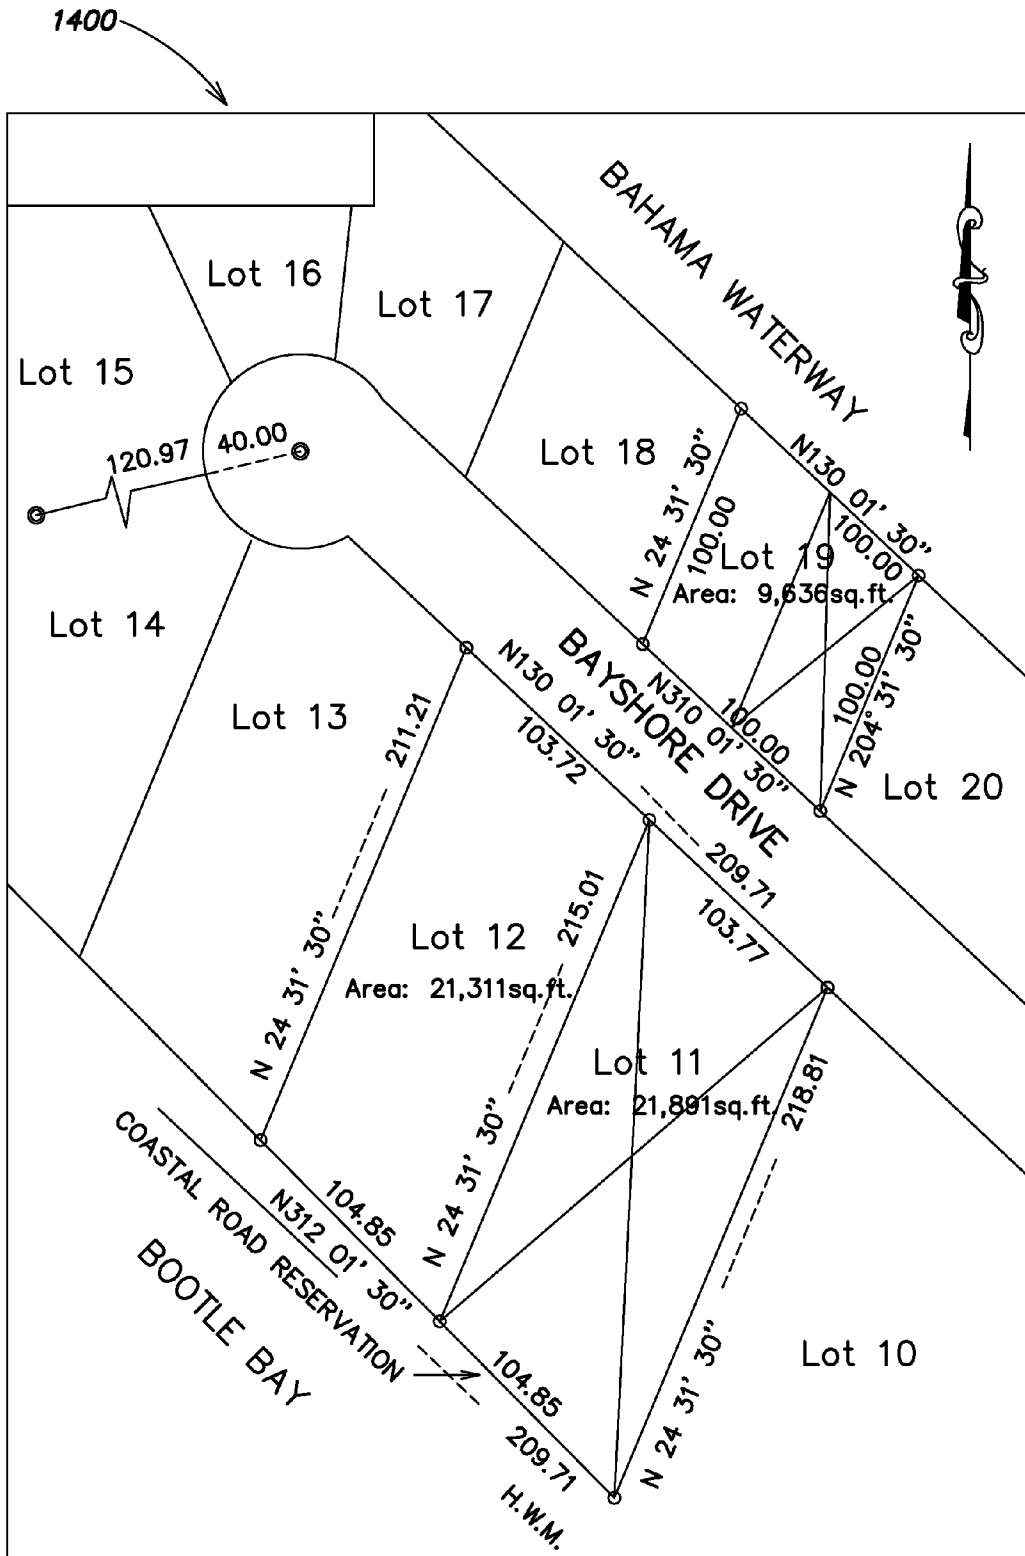 1400
BAHAMA WATERWAY
Lot 16
Lot 17
Lot 15
120.97
40.00
Lot 18
N 24 31' 30"
100.00
N130 01' 30"
100.00
Lot 19
Area: 9,636sq.ft.
Lot 14
Lot 13
211.21
N 24 31' 30"
N130 01' 30"
103.72
BAYSHORE DRIVE
N310 01' 30"
100.00
100.00
N 204° 31' 30"
Lot 20
209.71
103.77
Lot 12
Area: 21,311sq.ft.
215.01
N 24 31' 30"
Lot 11
Area: 21,891sq.ft.
218.81
N 24 31' 30"
COASTAL ROAD RESERVATION
N312 01' 30"
104.85
BOOTLE BAY
104.85
209.71
H.W.M.
Lot 10